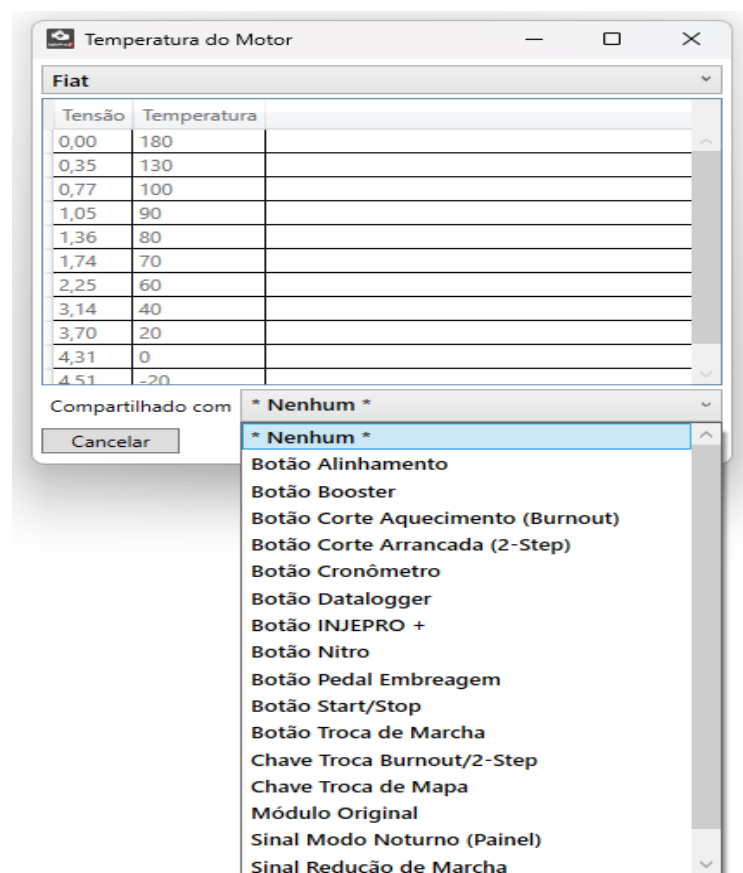 Temperatura do Motor
Fiat
Tensão Temperatura
0,00 180
0,35 130
0,77 100
1,05 90
1,36 80
1,74 70
2,25 60
3,14 40
3,70 20
4,31 0
4,51 -20
Compartilhado com * Nenhum *
Cancelar
* Nenhum *
Botão Alinhamento
Botão Booster
Botão Corte Aquecimento (Burnout)
Botão Corte Arrancada (2-Step)
Botão Cronômetro
Botão Datalogger
Botão INJEPRO +
Botão Nitro
Botão Pedal Embreagem
Botão Start/Stop
Botão Troca de Marcha
Chave Troca Burnout/2-Step
Chave Troca de Mapa
Módulo Original
Sinal Modo Noturno (Painel)
Sinal Redução de Marcha